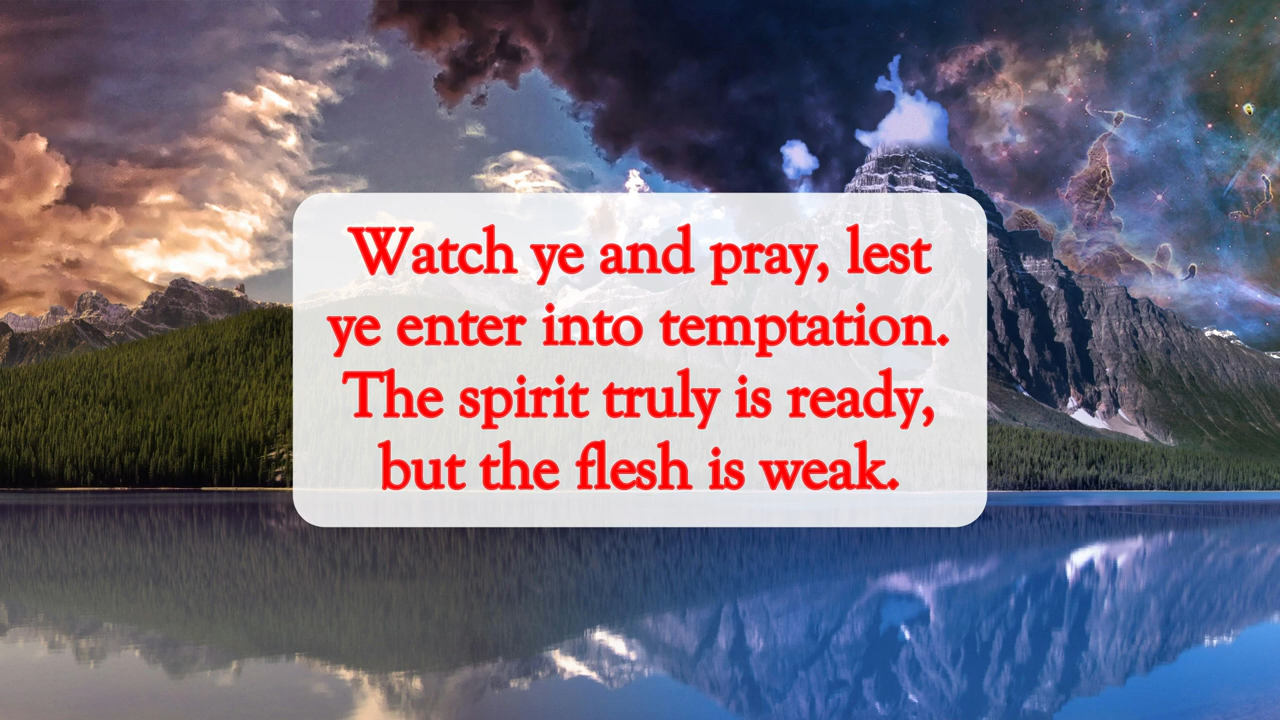 Watch ye and pray, lest
ye enter into temptation.
The spirit truly is ready,
but the flesh is weak.